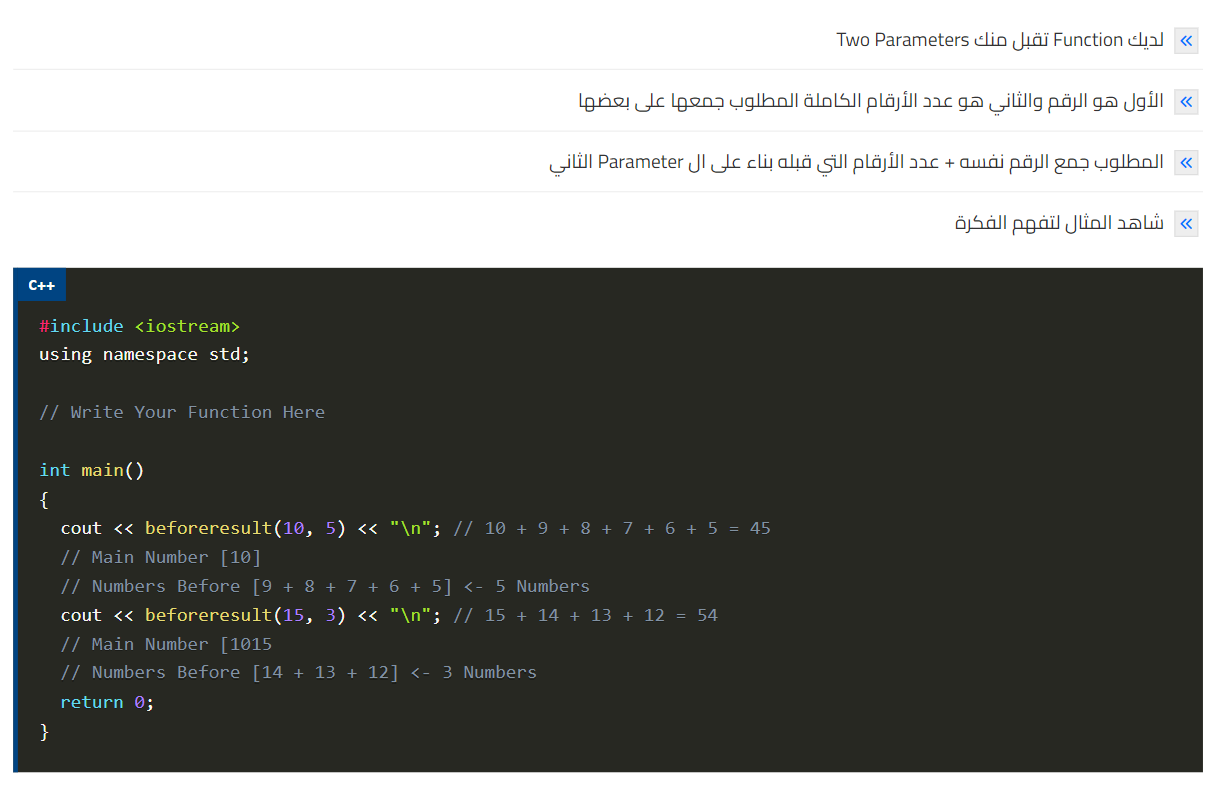 لديك Function تقبل منك Two Parameters
الأول هو الرقم والثاني هو عدد الأرقام الكاملة المطلوب جمعها على بعضها
المطلوب جمع الرقم نفسه + عدد الأرقام التي قبله بناء على ال Parameter الثاني
شاهد المثال لتفهم الفكرة
C++
#include <iostream>
using namespace std;
// Write Your Function Here
int main()
{
cout << beforeresult(10, 5) << "\n"; // 10 + 9 + 8 + 7 + 6 + 5 = 45
// Main Number [10]
// Numbers Before [9 + 8 + 7 + 6 + 5] <- 5 Numbers
cout << beforeresult(15, 3) << "\n"; // 15 + 14 + 13 + 12 = 54
// Main Number [1015
// Numbers Before [14 + 13 + 12] <- 3 Numbers
return 0;
}